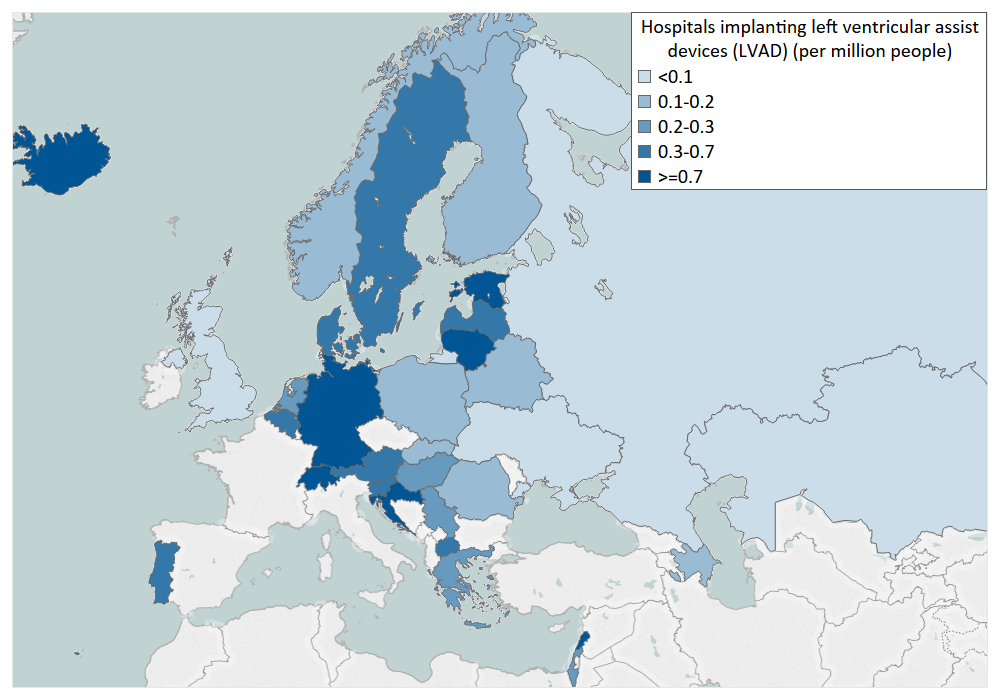 Hospitals implanting left ventricular assist
devices (LVAD) (per million people)
<0.1
0.1-0.2
0.2-0.3
0.3-0.7
>=0.7